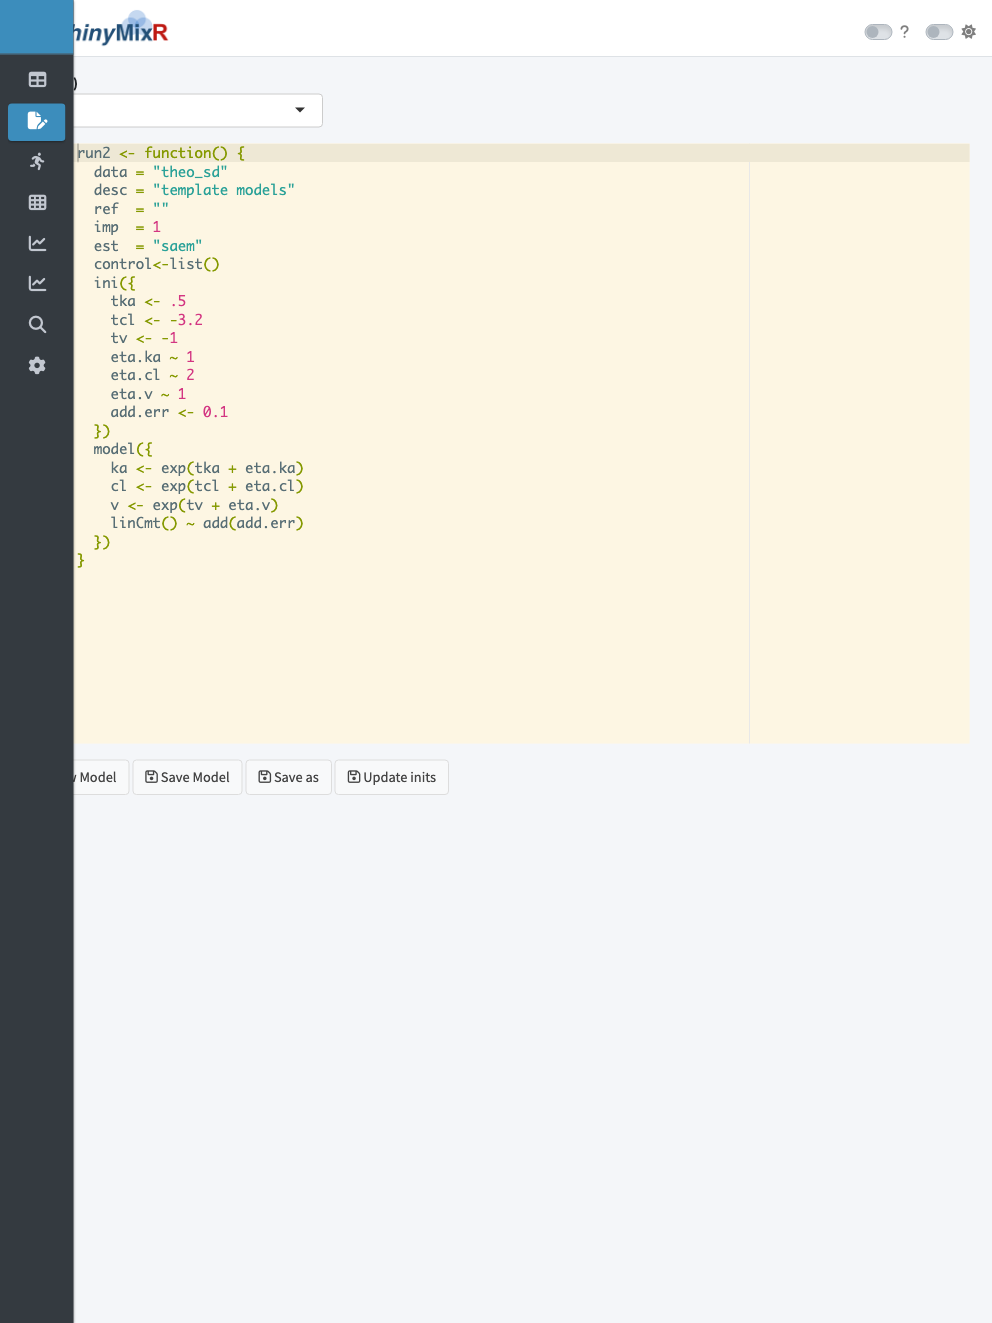 hinyMixR
?
)
run2 <- function() {
  data = "theo_sd"
  desc = "template models"
  ref  = ""
  imp  = 1
  est  = "saem"
  control<-list()
  ini({
    tka <- .5
    tcl <- -3.2
    tv <- -1
    eta.ka ~ 1
    eta.cl ~ 2
    eta.v ~ 1
    add.err <- 0.1
  })
  model({
    ka <- exp(tka + eta.ka)
    cl <- exp(tcl + eta.cl)
    v <- exp(tv + eta.v)
    linCmt() ~ add(add.err)
  })
}
Model Save Model Save as Update inits